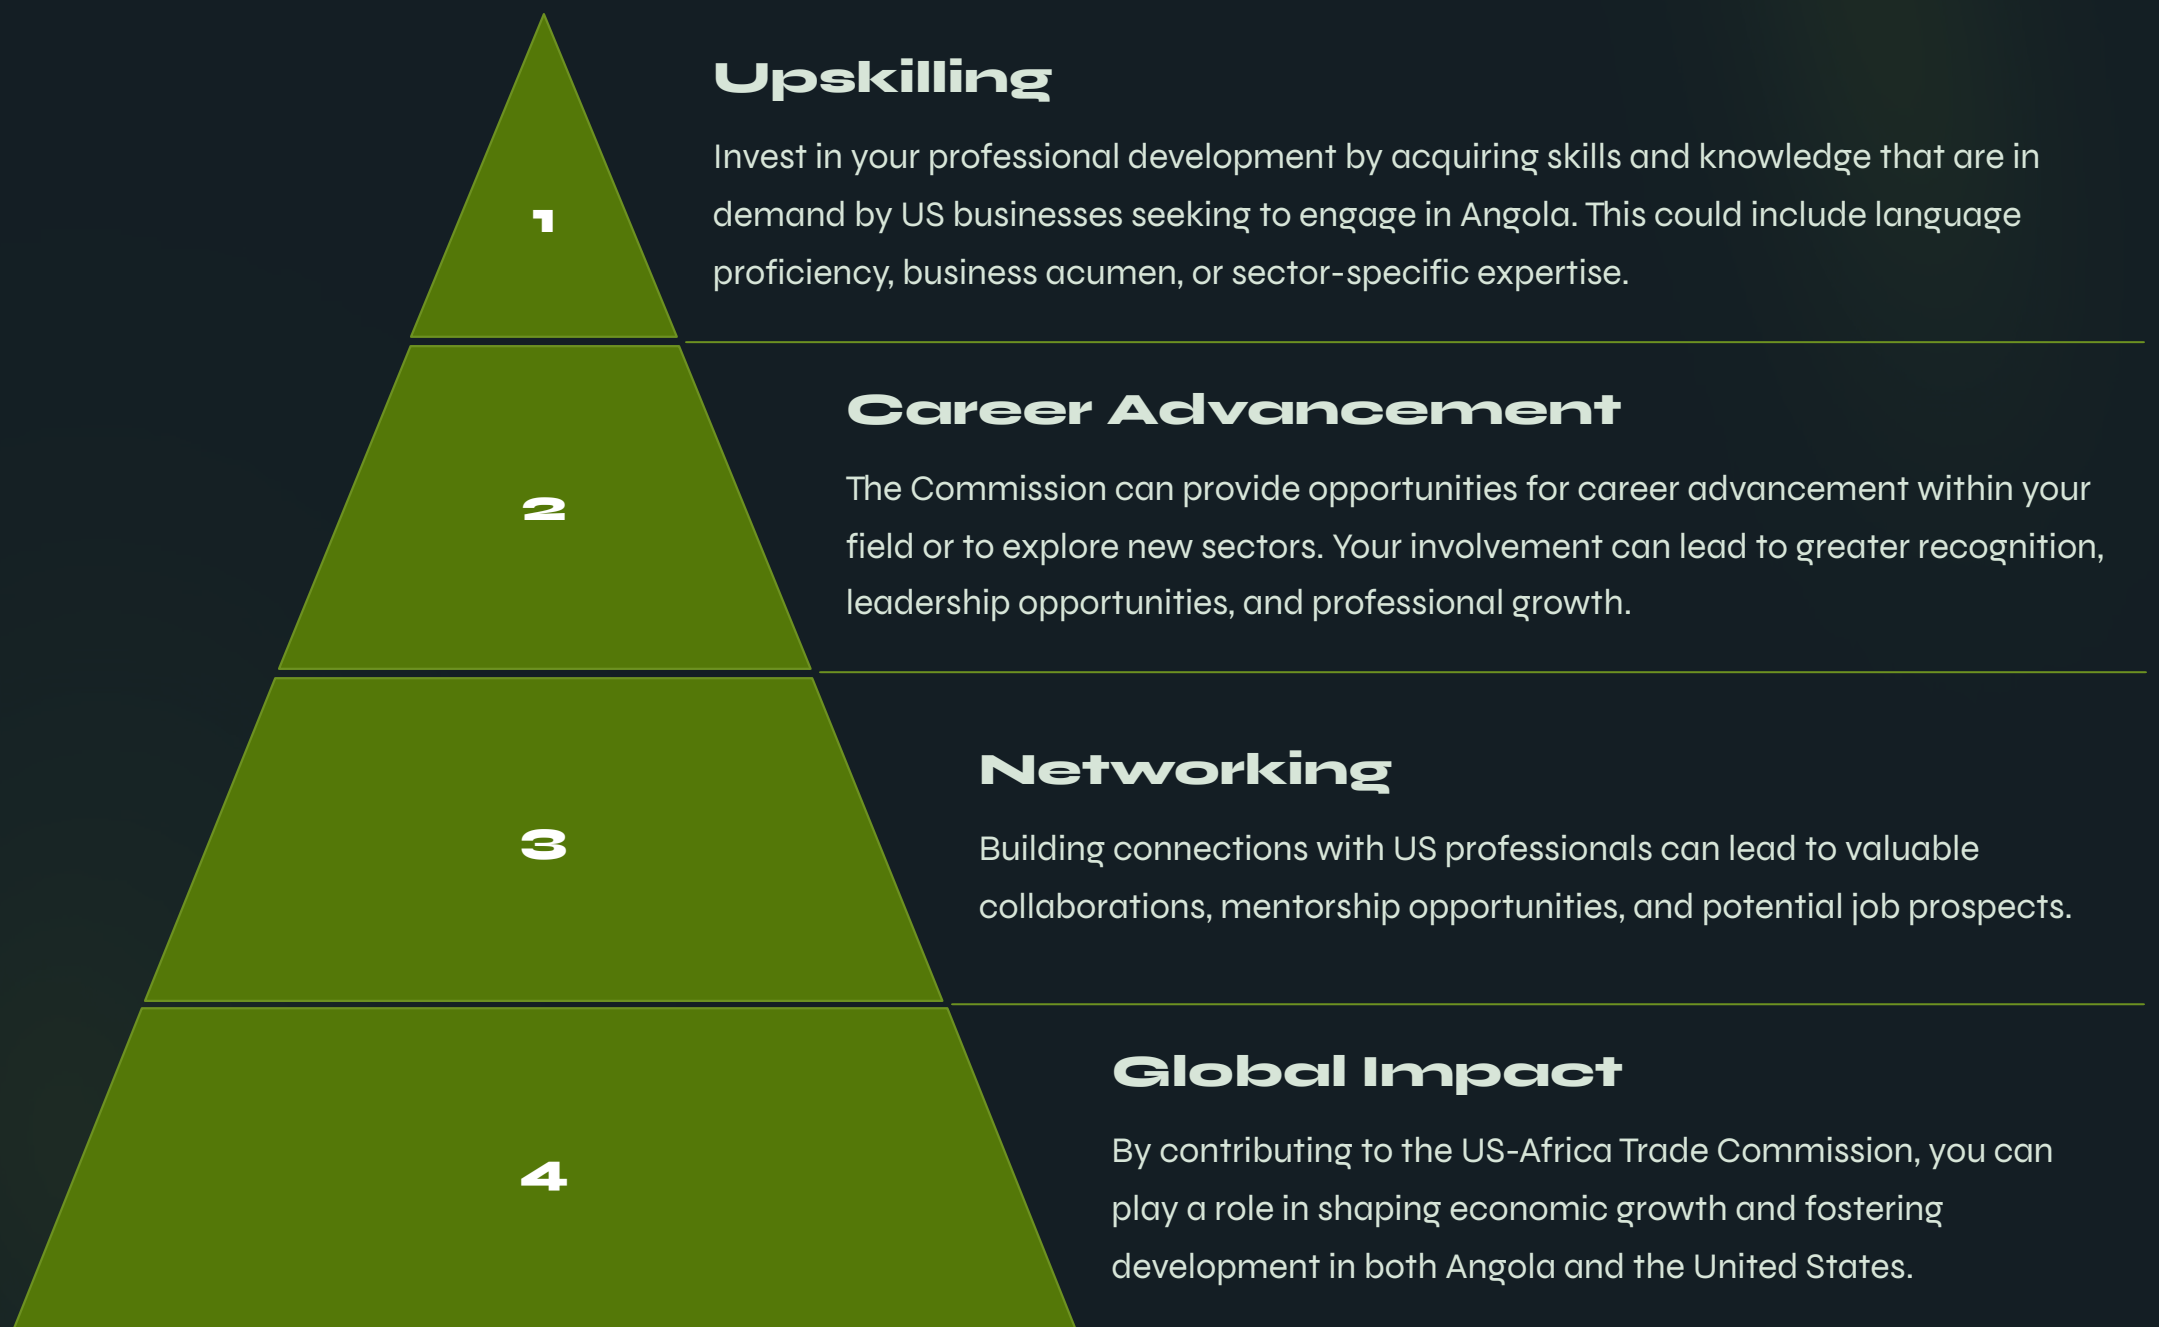 1
Upskilling
Invest in your professional development by acquiring skills and knowledge that are in
demand by US businesses seeking to engage in Angola. This could include language
proficiency, business acumen, or sector-specific expertise.
2
Career Advancement
The Commission can provide opportunities for career advancement within your
field or to explore new sectors. Your involvement can lead to greater recognition,
leadership opportunities, and professional growth.
3
Networking
Building connections with US professionals can lead to valuable
collaborations, mentorship opportunities, and potential job prospects.
4
Global Impact
By contributing to the US-Africa Trade Commission, you can
play a role in shaping economic growth and fostering
development in both Angola and the United States.